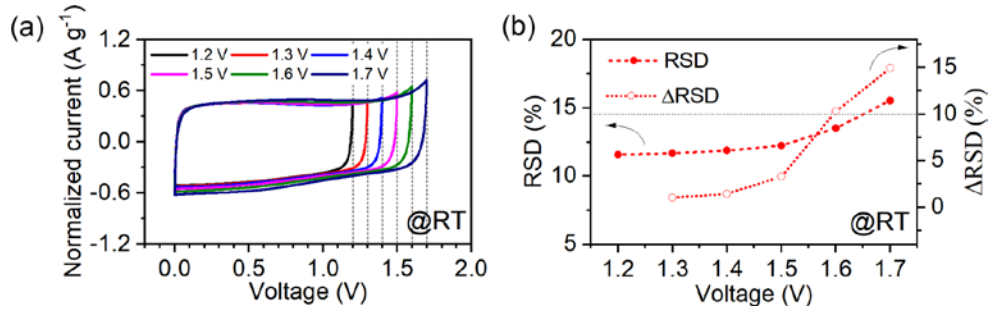 (a)
Normalized current (A g⁻¹)
1.2
0.6
0.0
-0.6
-1.2
1.2 V 1.3 V 1.4 V
1.5 V 1.6 V 1.7 V
@RT
0.0 0.5 1.0 1.5 2.0
Voltage (V)
(b)
RSD (%)
20
15
10
5
RSD
ΔRSD
@RT
15
10
5
0
ΔRSD (%)
1.2 1.3 1.4 1.5 1.6 1.7
Voltage (V)